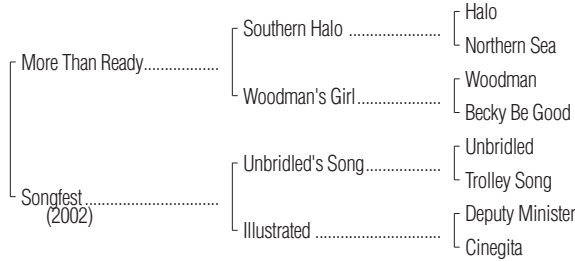 Halo
Southern Halo ...................
Northern Sea
More Than Ready...................
Woodman
Woodman's Girl......................
Becky Be Good
Unbridled
Unbridled's Song...................
Trolley Song
Songfest..................................
(2002)
Deputy Minister
Illustrated ...............................
Cinegita